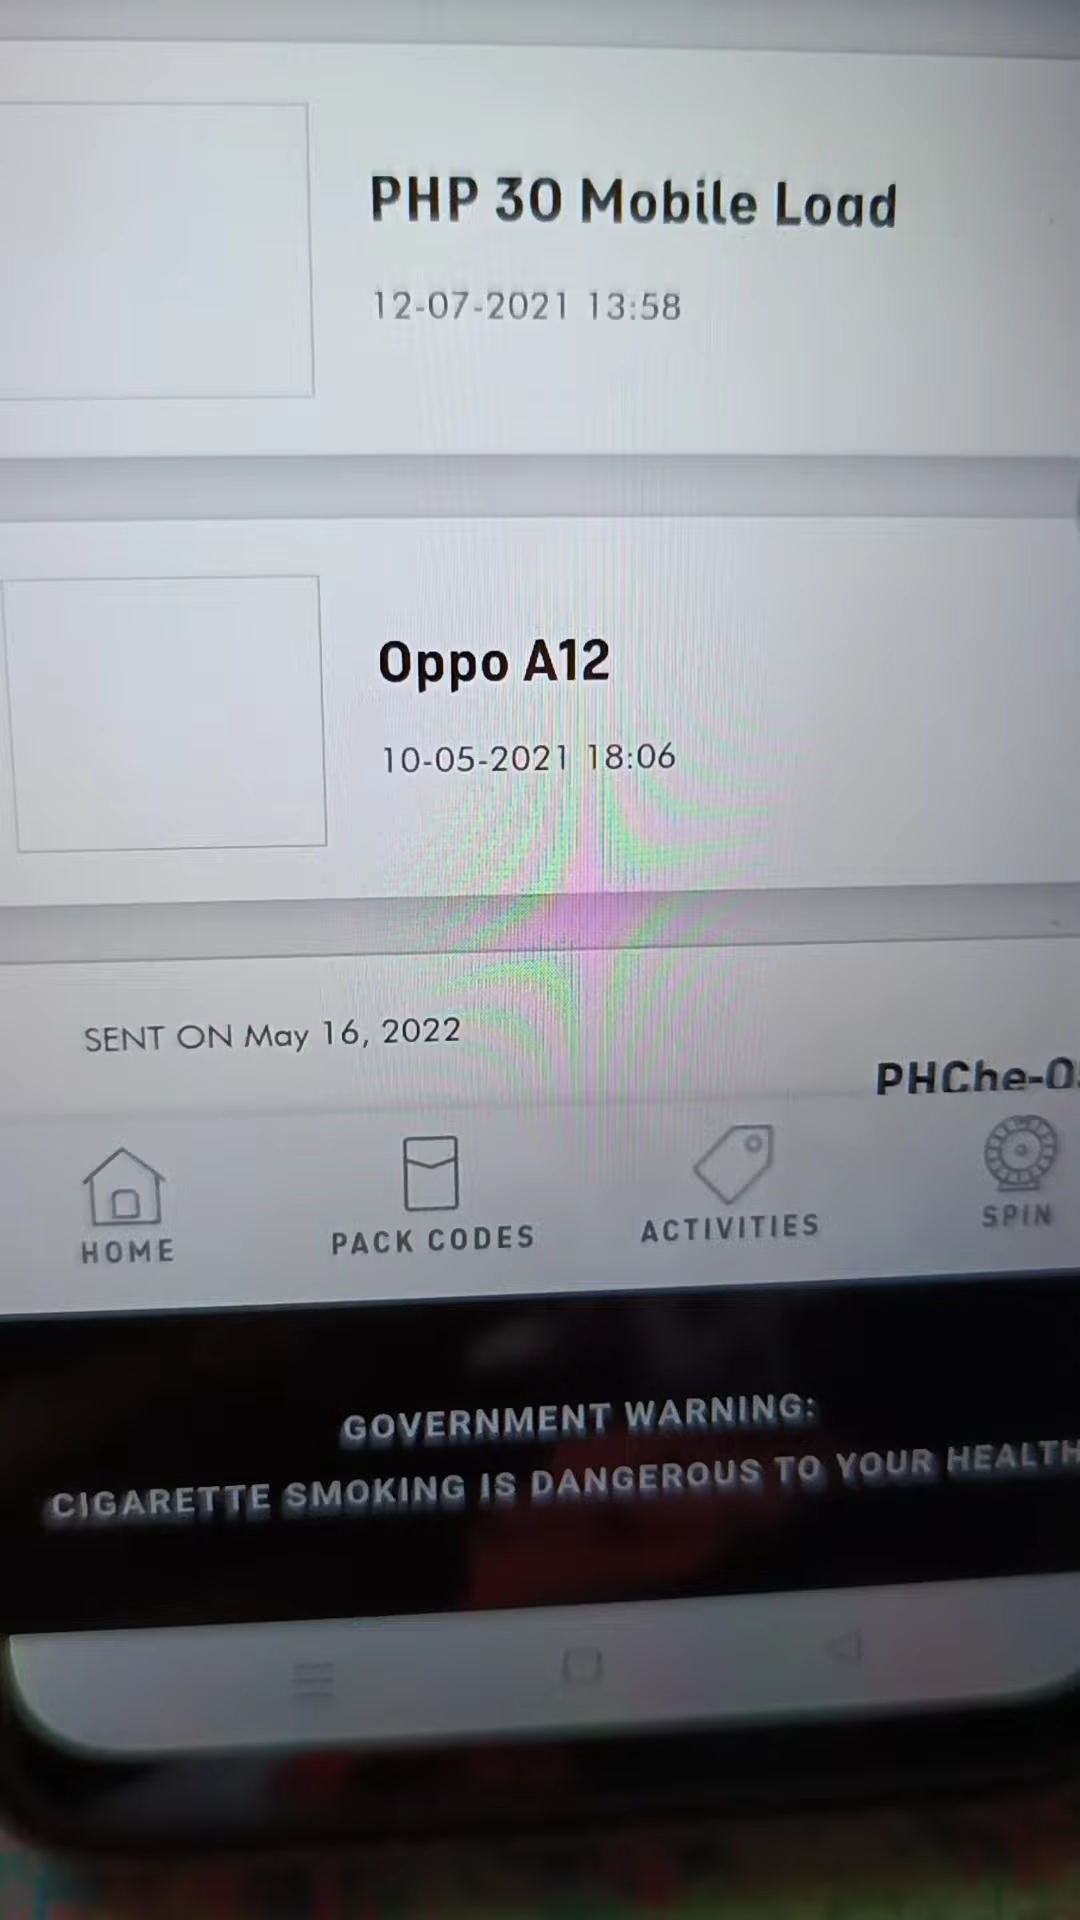 PHP 30 Mobile Load
12-07-2021 13:58
Oppo A12
10-05-2021 18:06
SENT ON May 16, 2022
HOME
PACK CODES
ACTIVITIES
SPIN
GOVERNMENT WARNING:
CIGARETTE SMOKING IS DANGEROUS TO YOUR HEALTH